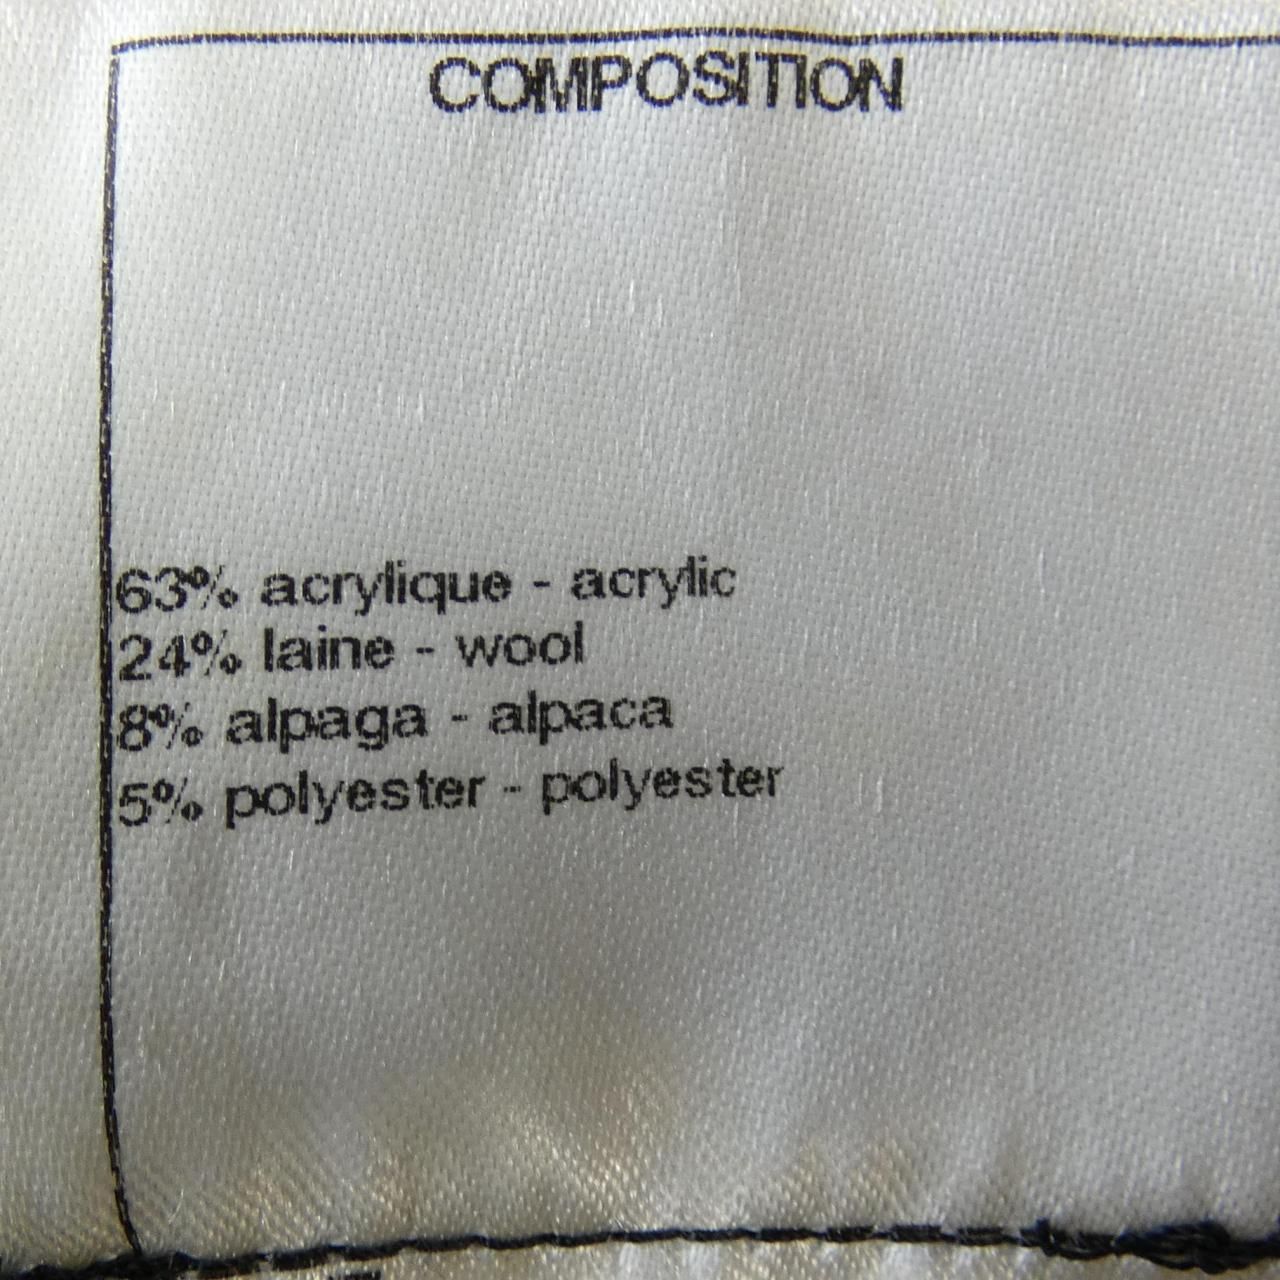 COMPOSITION
63% acrylique - acrylic
24% laine - wool
8% alpaga - alpaca
5% polyester - polyester